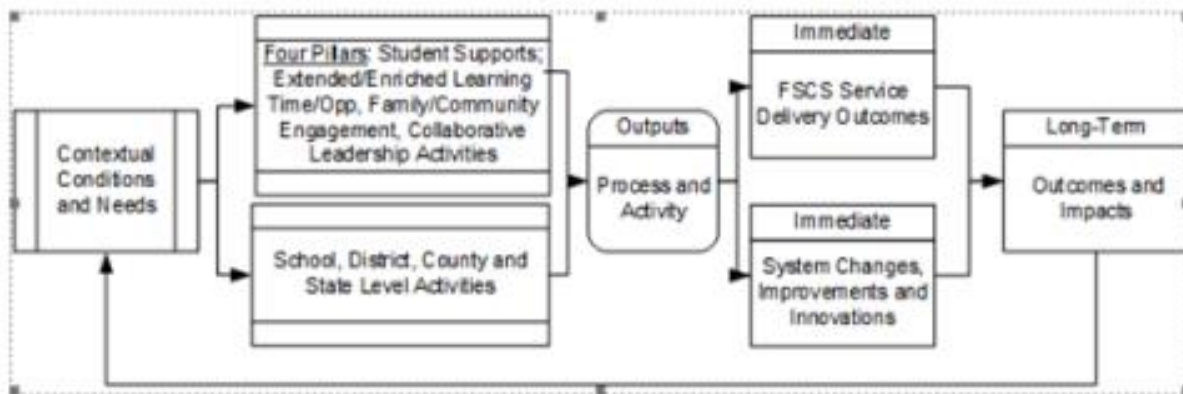 Contextual
Conditions
and Needs
Four Pillars: Student Supports;
Extended/Enriched Learning
Time/Opp, Family/Community
Engagement, Collaborative
Leadership Activities
School, District, County and
State Level Activities
Outputs
Process and
Activity
Immediate
FSCS Service
Delivery Outcomes
Immediate
System Changes,
Improvements and
Innovations
Long-Term
Outcomes and
Impacts